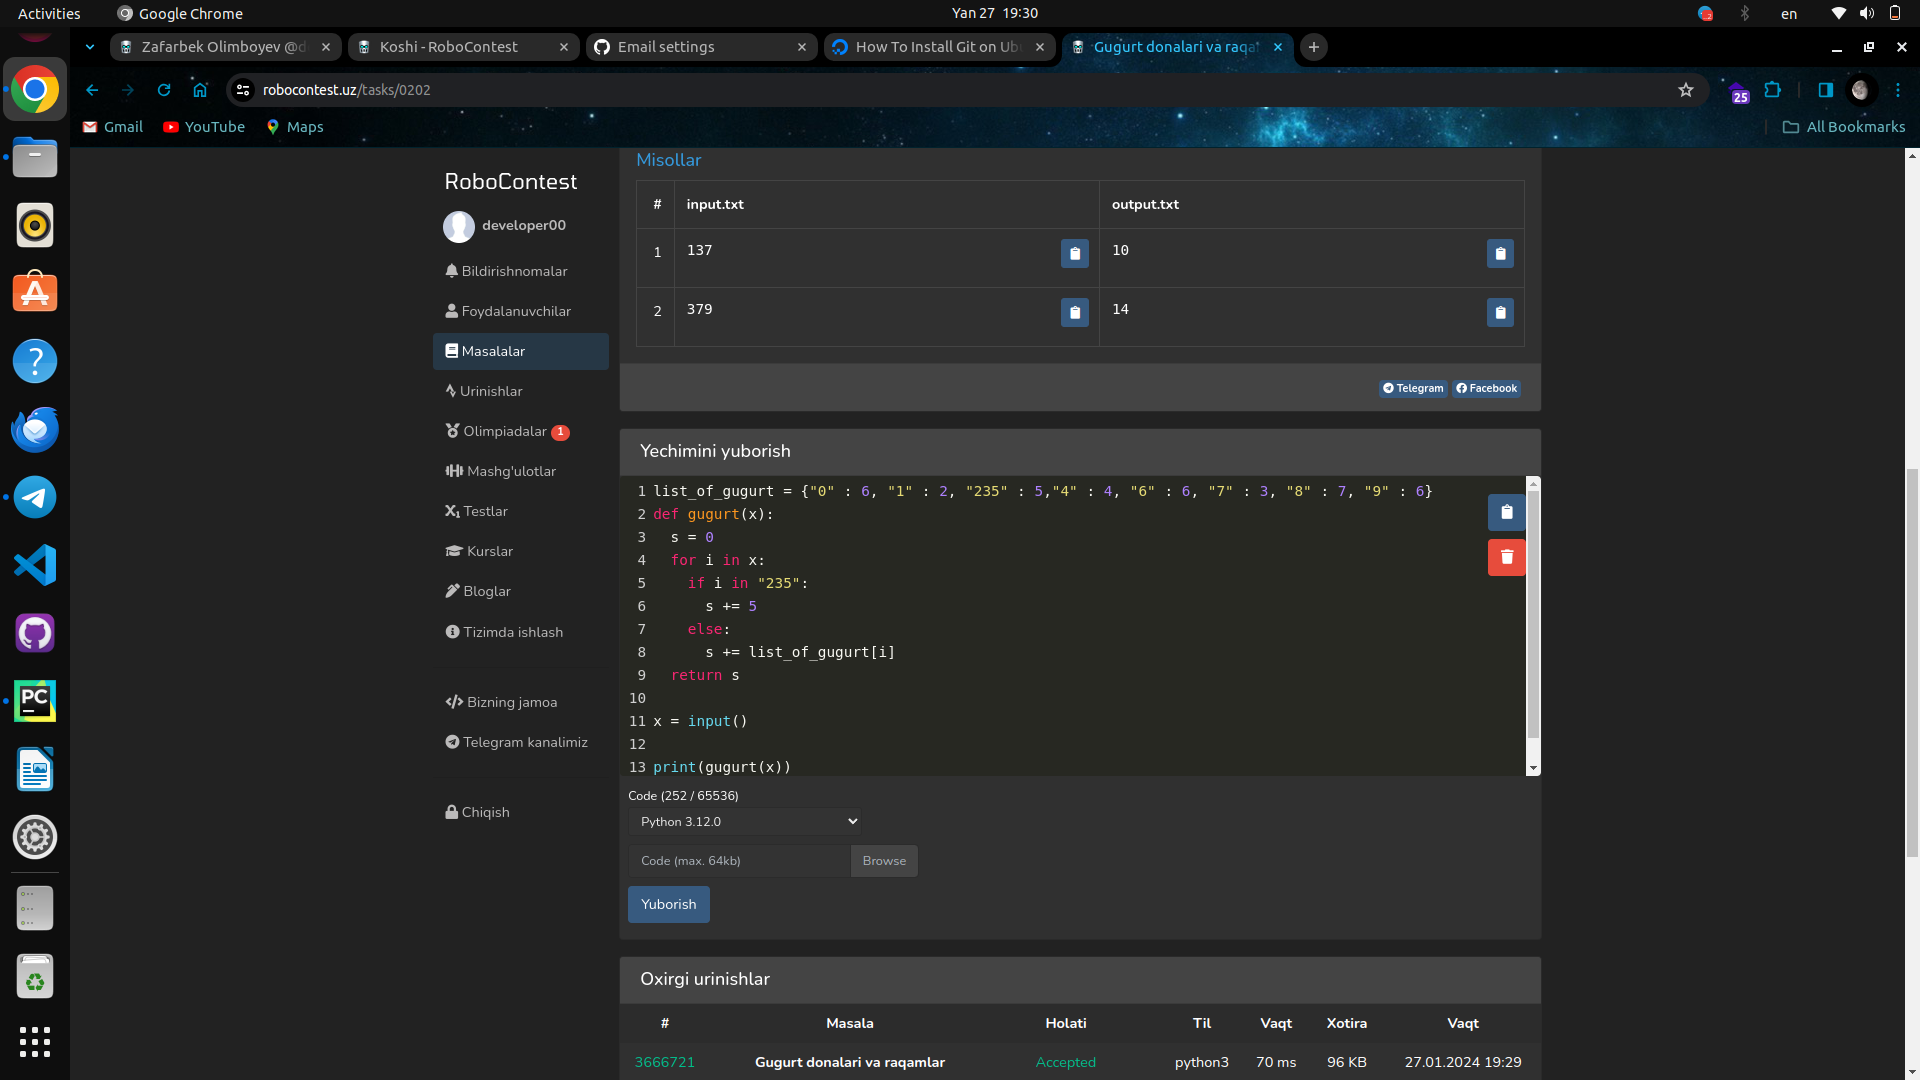 Activities
Google Chrome
Yan 27 19:30
en
Zafarbek Olimboyev @d
Koshi - RoboContest
Email settings
How To Install Git on Ub
Gugurt donalari va raqa
robocontest.uz/tasks/0202
25
Gmail
YouTube
Maps
All Bookmarks
RoboContest
developer00
Bildirishnomalar
Foydalanuvchilar
Masalalar
Urinishlar
Olimpiadalar 1
Mashg'ulotlar
Testlar
Kurslar
Bloglar
Tizimda ishlash
Bizning jamoa
Telegram kanalimiz
Chiqish
Misollar
# input.txt output.txt
1 137 10
2 379 14
Telegram Facebook
Yechimini yuborish
1 list_of_gugurt = {"0" : 6, "1" : 2, "235" : 5,"4" : 4, "6" : 6, "7" : 3, "8" : 7, "9" : 6}
2 def gugurt(x):
3   s = 0
4   for i in x:
5     if i in "235":
6       s += 5
7     else:
8       s += list_of_gugurt[i]
9   return s
10
11 x = input()
12
13 print(gugurt(x))
Code (252 / 65536)
Python 3.12.0
Code (max. 64kb) Browse
Yuborish
Oxirgi urinishlar
# Masala Holati Til Vaqt Xotira Vaqt
3666721 Gugurt donalari va raqamlar Accepted python3 70 ms 96 KB 27.01.2024 19:29
PC